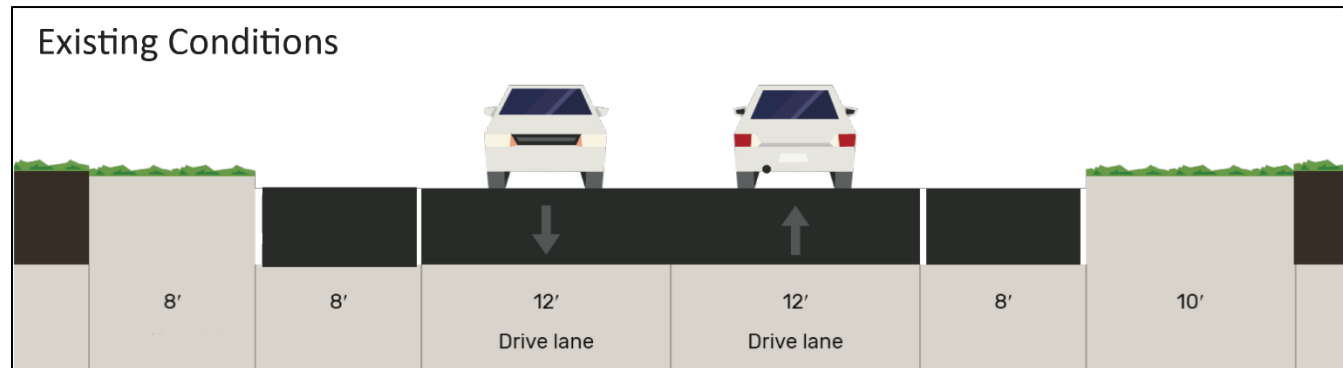 Existing Conditions
8′ 8′ 12′ 12′ 8′ 10′
Drive lane Drive lane